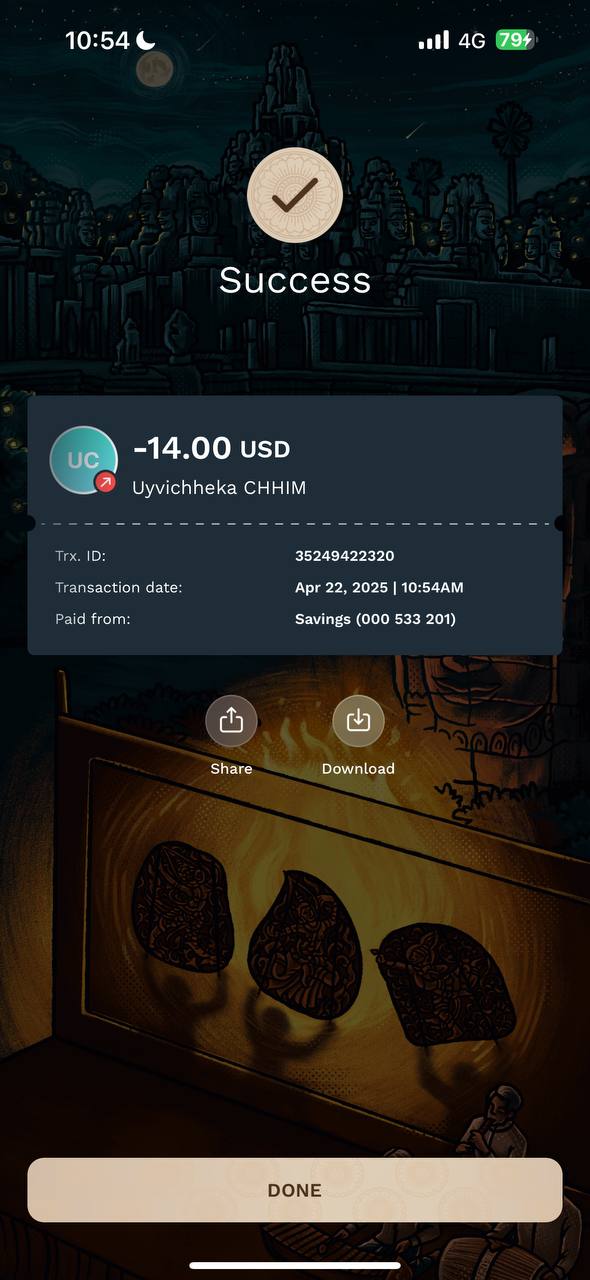 10:54
4G
79
Success
UC
-14.00 USD
Uyvichheka CHHIM
Trx. ID: 35249422320
Transaction date: Apr 22, 2025 | 10:54AM
Paid from: Savings (000 533 201)
Share Download
DONE